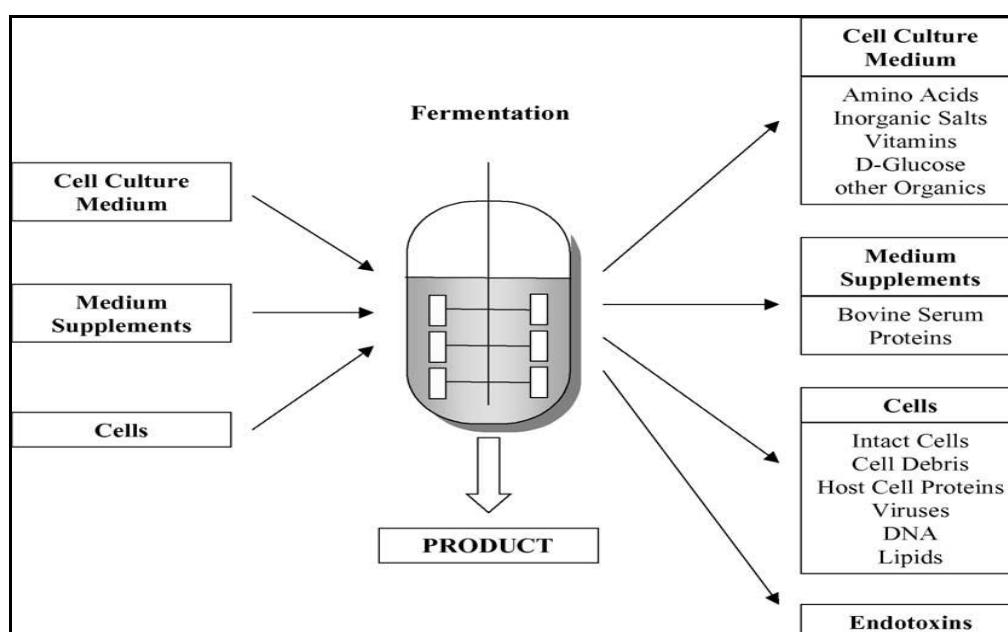 Fermentation
Cell Culture
Medium
Medium
Supplements
Cells
PRODUCT
Cell Culture
Medium
Amino Acids
Inorganic Salts
Vitamins
D-Glucose
other Organics
Medium
Supplements
Bovine Serum
Proteins
Cells
Intact Cells
Cell Debris
Host Cell Proteins
Viruses
DNA
Lipids
Endotoxins